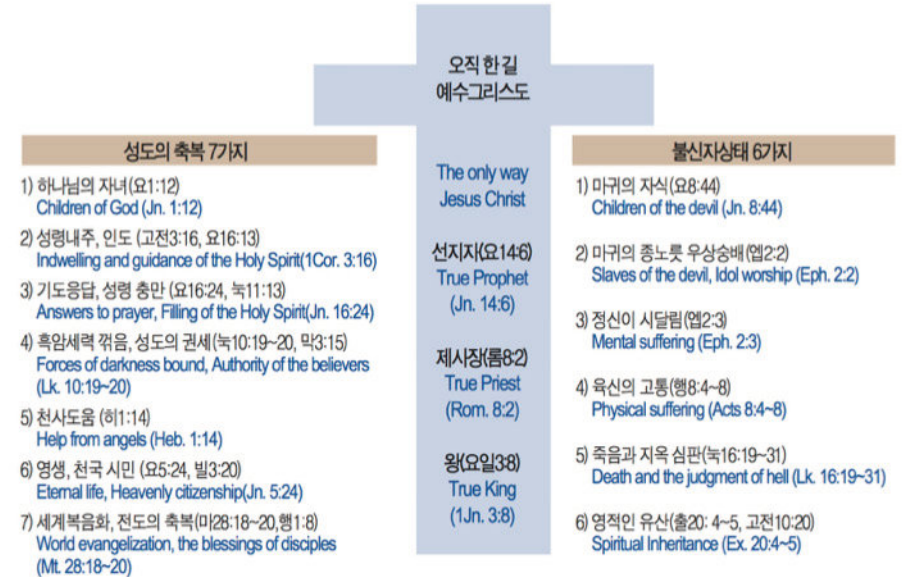 오직 한 길
예수그리스도
The only way
Jesus Christ
선지자(요14:6)
True Prophet
(Jn. 14:6)
제사장(롬8:2)
True Priest
(Rom. 8:2)
왕(요일3:8)
True King
(1Jn. 3:8)
성도의 축복 7가지
1) 하나님의 자녀(요1:12)
Children of God (Jn. 1:12)
2) 성령내주, 인도 (고전3:16, 요16:13)
Indwelling and guidance of the Holy Spirit(1Cor. 3:16)
3) 기도응답, 성령 충만 (요16:24, 눅11:13)
Answers to prayer, Filling of the Holy Spirit(Jn. 16:24)
4) 흑암세력 꺾음, 성도의 권세(눅10:19~20, 막3:15)
Forces of darkness bound, Authority of the believers
(Lk. 10:19~20)
5) 천사도움 (히1:14)
Help from angels (Heb. 1:14)
6) 영생, 천국 시민 (요5:24, 빌3:20)
Eternal life, Heavenly citizenship(Jn. 5:24)
7) 세계복음화, 전도의 축복(마28:18~20,행1:8)
World evangelization, the blessings of disciples
(Mt. 28:18~20)
불신자상태 6가지
1) 마귀의 자식(요8:44)
Children of the devil (Jn. 8:44)
2) 마귀의 종노릇 우상숭배(엡2:2)
Slaves of the devil, Idol worship (Eph. 2:2)
3) 정신이 시달림(엡2:3)
Mental suffering (Eph. 2:3)
4) 육신의 고통(행8:4~8)
Physical suffering (Acts 8:4~8)
5) 죽음과 지옥 심판(눅16:19~31)
Death and the judgment of hell (Lk. 16:19~31)
6) 영적인 유산(출20: 4~5, 고전10:20)
Spiritual Inheritance (Ex. 20:4~5)